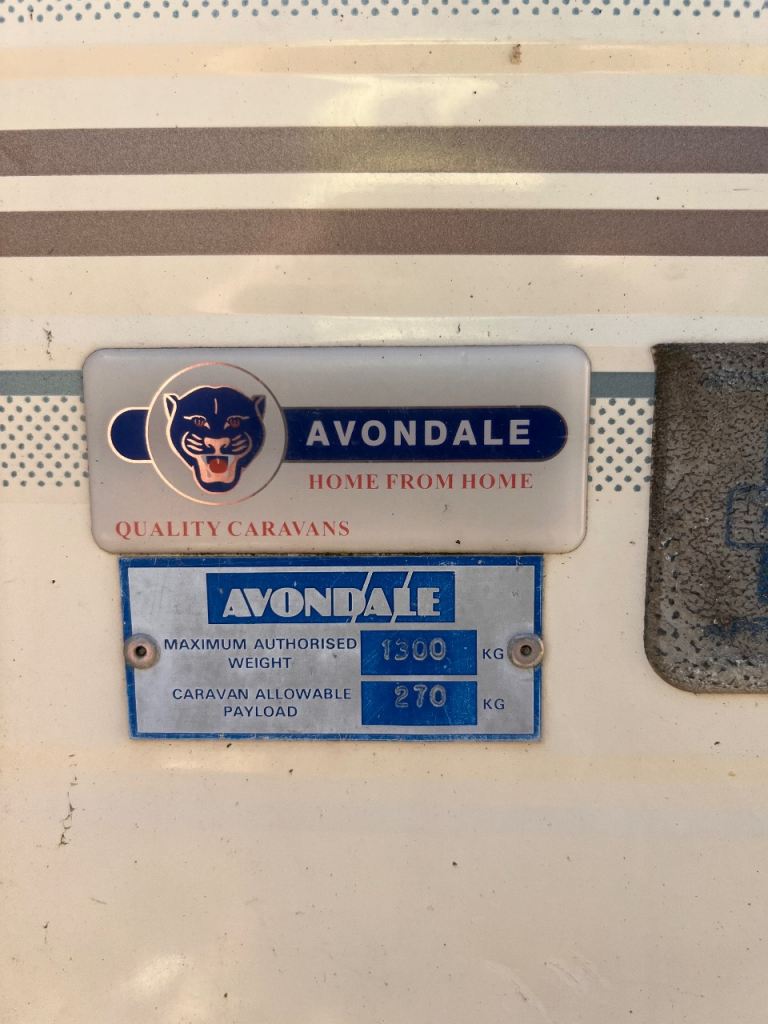 AVONDALE
HOME FROM HOME
QUALITY CARAVANS
AVONDALE
MAXIMUM AUTHORISED WEIGHT 1300 KG
CARAVAN ALLOWABLE PAYLOAD 270 KG